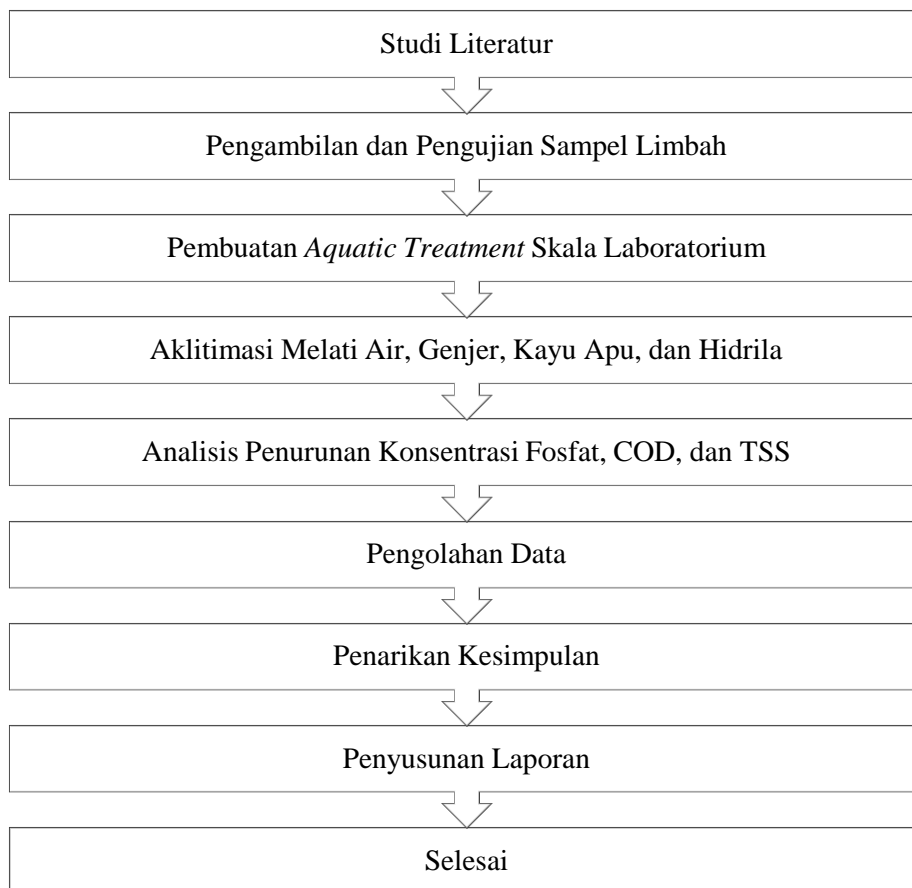 Studi Literatur
Pengambilan dan Pengujian Sampel Limbah
Pembuatan Aquatic Treatment Skala Laboratorium
Aklitimasi Melati Air, Genjer, Kayu Apu, dan Hidrila
Analisis Penurunan Konsentrasi Fosfat, COD, dan TSS
Pengolahan Data
Penarikan Kesimpulan
Penyusunan Laporan
Selesai